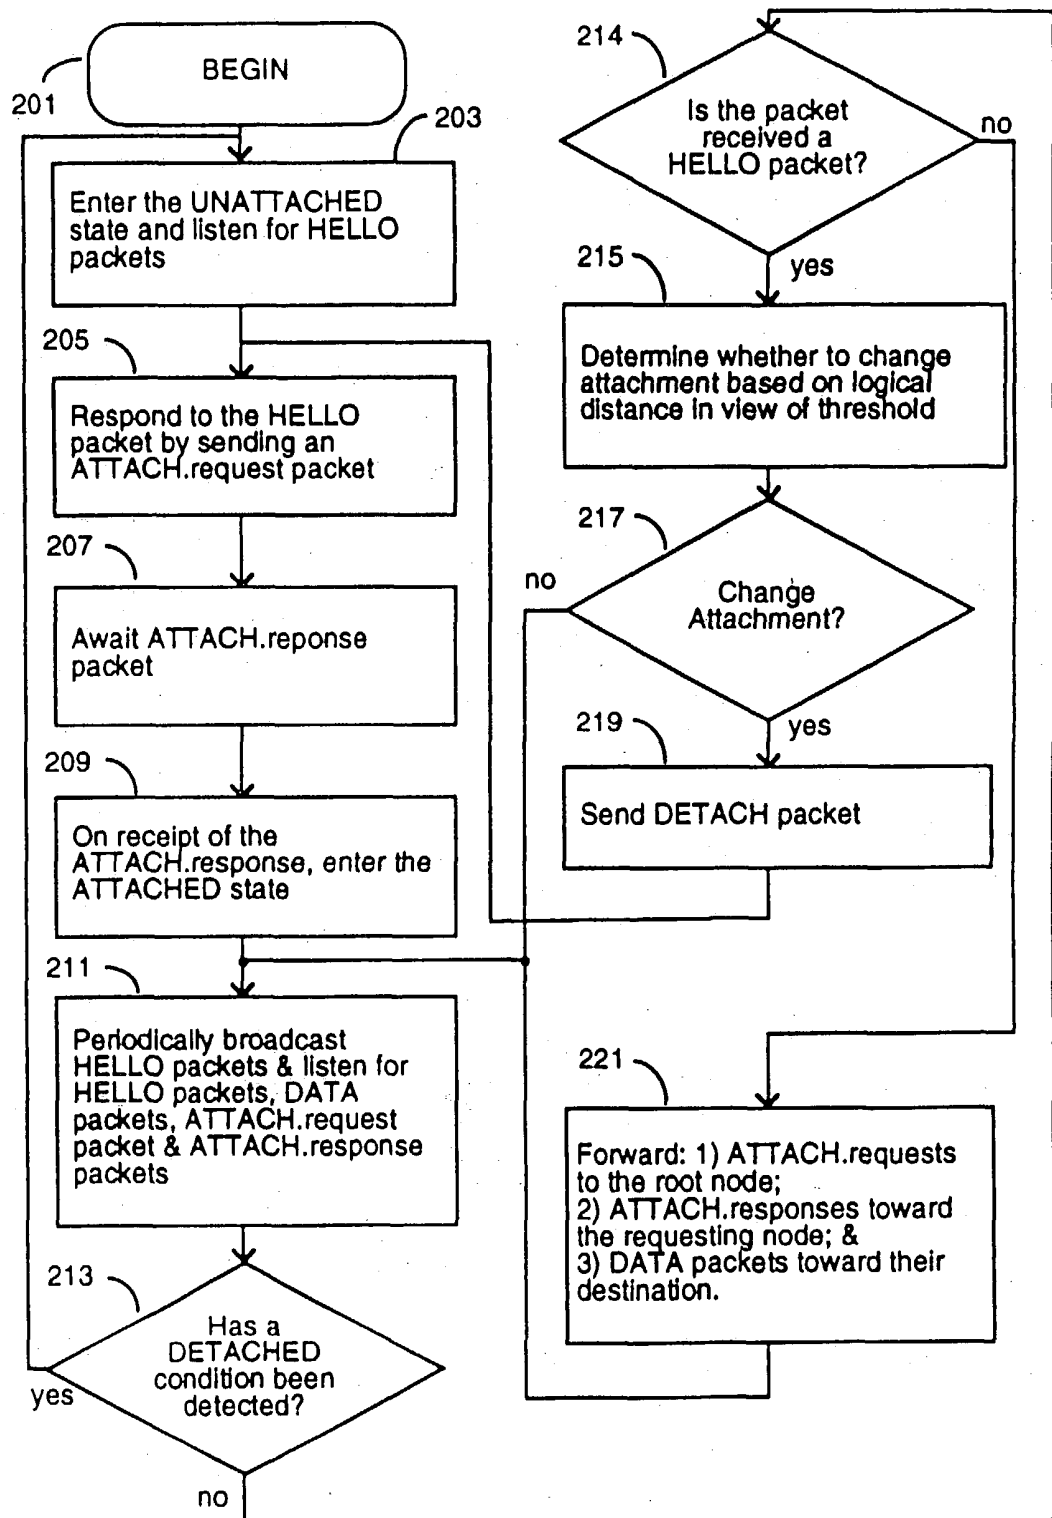 201
BEGIN
203
Enter the UNATTACHED
state and listen for HELLO
packets
205
Respond to the HELLO
packet by sending an
ATTACH.request packet
207
Await ATTACH.reponse
packet
209
On receipt of the
ATTACH.response, enter the
ATTACHED state
211
Periodically broadcast
HELLO packets & listen for
HELLO packets, DATA
packets, ATTACH.request
packet & ATTACH.response
packets
213
Has a
DETACHED
condition been
detected?
yes
no
214
Is the packet
received a
HELLO packet?
no
yes
215
Determine whether to change
attachment based on logical
distance in view of threshold
217
no
Change
Attachment?
yes
219
Send DETACH packet
221
Forward: 1) ATTACH.requests
to the root node;
2) ATTACH.responses toward
the requesting node; &
3) DATA packets toward their
destination.